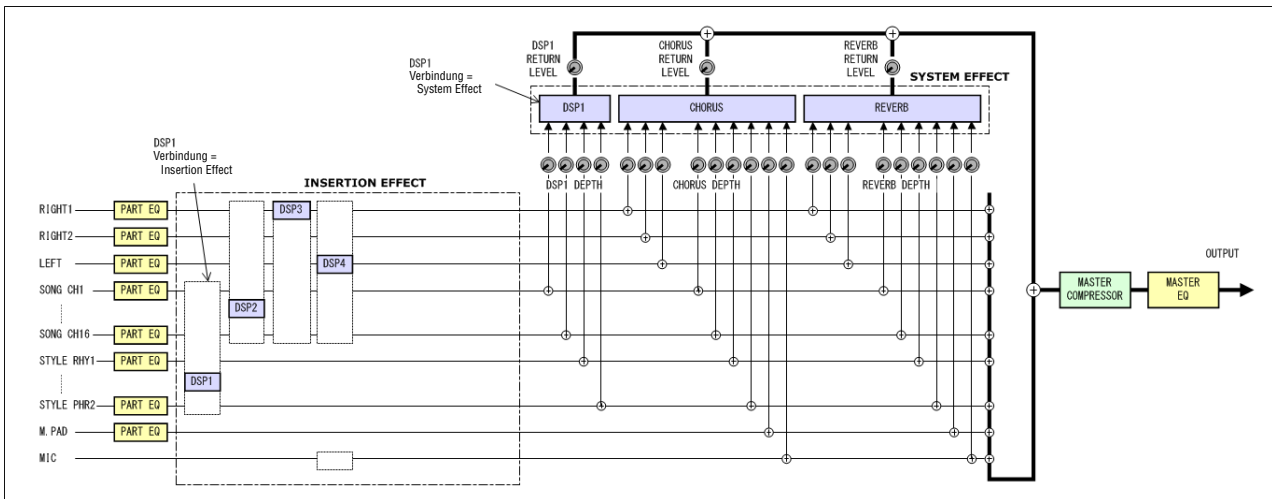 DSP1
RETURN
LEVEL
CHORUS
RETURN
LEVEL
REVERB
RETURN
LEVEL
SYSTEM EFFECT
DSP1
Verbindung =
System Effect
DSP1
CHORUS
REVERB
DSP1
Verbindung =
Insertion Effect
INSERTION EFFECT
DSP1 DEPTH
CHORUS DEPTH
REVERB DEPTH
RIGHT1
PART EQ
DSP3
RIGHT2
PART EQ
LEFT
PART EQ
DSP4
OUTPUT
SONG CH1
PART EQ
DSP2
MASTER
COMPRESSOR
MASTER
EQ
SONG CH16
PART EQ
STYLE RHY1
PART EQ
DSP1
STYLE PHR2
PART EQ
M.PAD
PART EQ
MIC